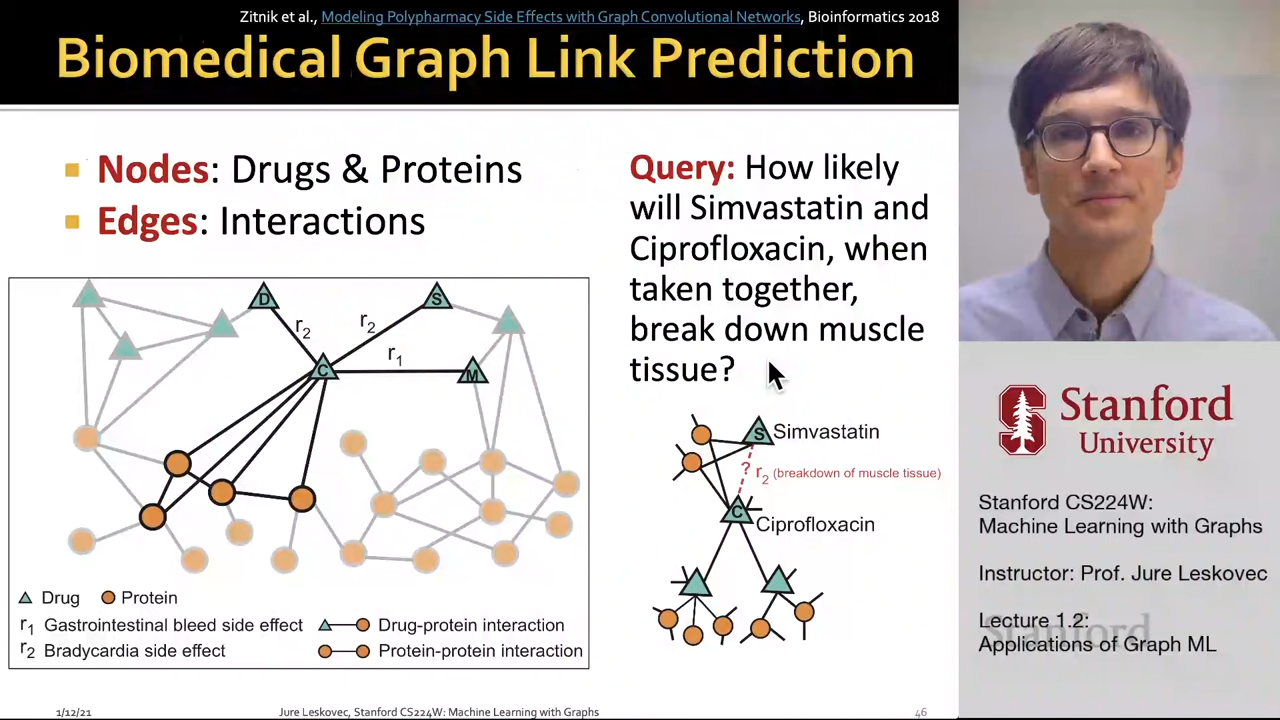 Zitnik et al., Modeling Polypharmacy Side Effects with Graph Convolutional Networks, Bioinformatics 2018
Biomedical Graph Link Prediction
Nodes: Drugs & Proteins
Edges: Interactions
D
S
r2
r2
r1
C
M
Drug
Protein
r1 Gastrointestinal bleed side effect
Drug-protein interaction
r2 Bradycardia side effect
Protein-protein interaction
Query: How likely
will Simvastatin and
Ciprofloxacin, when
taken together,
break down muscle
tissue?
S Simvastatin
? r2 (breakdown of muscle tissue)
C Ciprofloxacin
1/12/21
Jure Leskovec, Stanford CS224W: Machine Learning with Graphs
46
S Stanford
University
Stanford CS224W:
Machine Learning with Graphs
Instructor: Prof. Jure Leskovec
Lecture 1.2:
Stanford
Applications of Graph ML